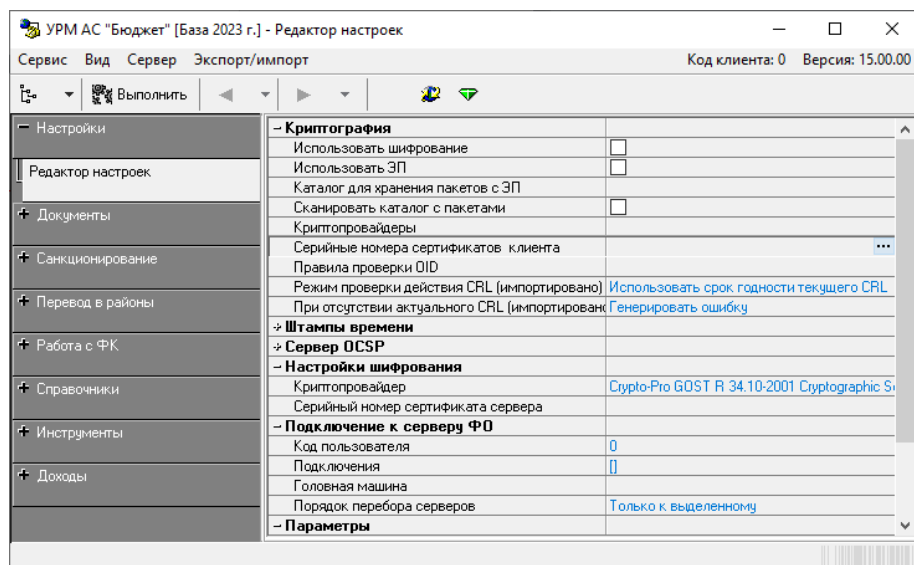 УРМ АС "Бюджет" [База 2023 г.] - Редактор настроек
Сервис Вид Сервер Экспорт/импорт Код клиента: 0 Версия: 15.00.00
Выполнить
Настройки
Редактор настроек
Документы
Санкционирование
Перевод в районы
Работа с ФК
Справочники
Инструменты
Доходы
Криптография
Использовать шифрование
Использовать ЭП
Каталог для хранения пакетов с ЭП
Сканировать каталог с пакетами
Криптопровайдеры
Серийные номера сертификатов клиента ...
Правила проверки OID
Режим проверки действия CRL (импортировано) Использовать срок годности текущего CRL
При отсутствии актуального CRL (импортировано Генерировать ошибку
Штампы времени
Сервер OCSP
Настройки шифрования
Криптопровайдер Crypto-Pro GOST R 34.10-2001 Cryptographic S
Серийный номер сертификата сервера
Подключение к серверу ФО
Код пользователя 0
Подключения []
Головная машина
Порядок перебора серверов Только к выделенному
Параметры